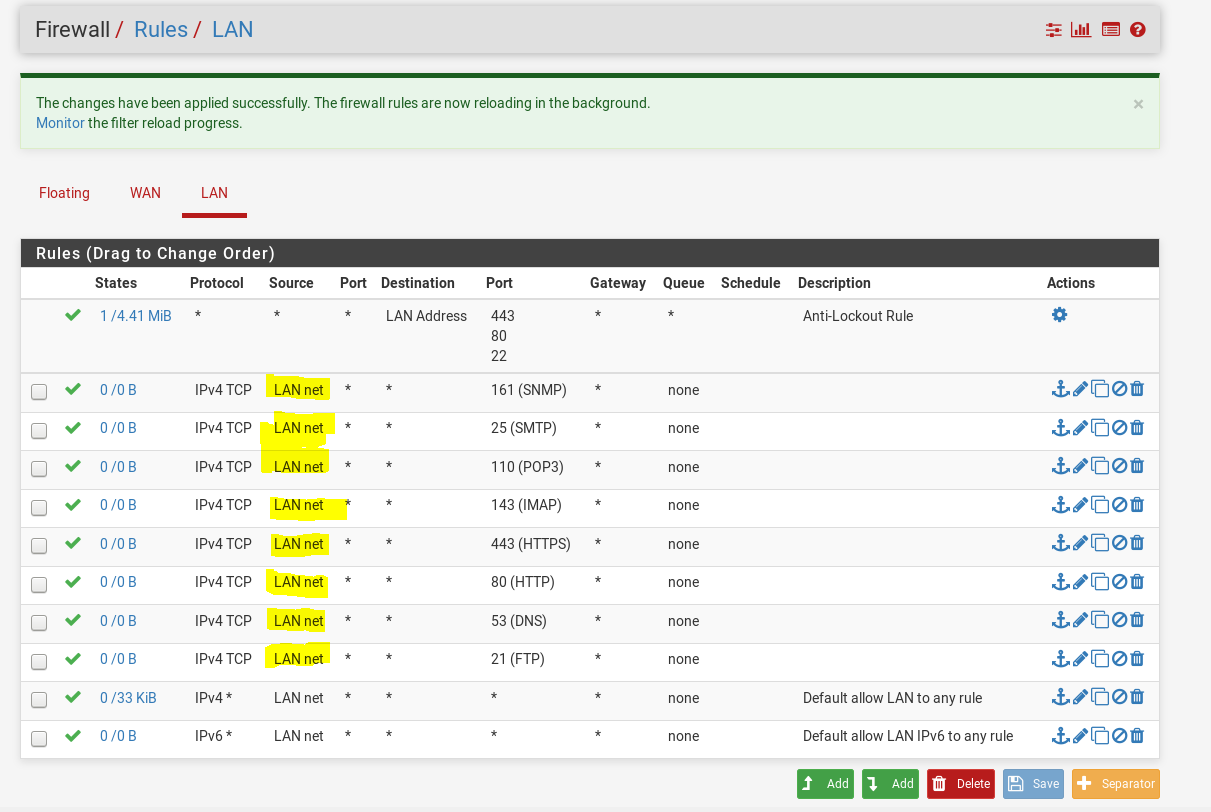 Firewall / Rules / LAN
The changes have been applied successfully. The firewall rules are now reloading in the background. ×
Monitor the filter reload progress.
Floating WAN LAN
Rules (Drag to Change Order)
States Protocol Source Port Destination Port Gateway Queue Schedule Description Actions
1 /4.41 MiB * * * LAN Address 443 * * Anti-Lockout Rule
80
22
0 /0 B IPv4 TCP LAN net * * 161 (SNMP) * none
0 /0 B IPv4 TCP LAN net * * 25 (SMTP) * none
0 /0 B IPv4 TCP LAN net * * 110 (POP3) * none
0 /0 B IPv4 TCP LAN net * * 143 (IMAP) * none
0 /0 B IPv4 TCP LAN net * * 443 (HTTPS) * none
0 /0 B IPv4 TCP LAN net * * 80 (HTTP) * none
0 /0 B IPv4 TCP LAN net * * 53 (DNS) * none
0 /0 B IPv4 TCP LAN net * * 21 (FTP) * none
0 /33 KiB IPv4 * LAN net * * * * none Default allow LAN to any rule
0 /0 B IPv6 * LAN net * * * * none Default allow LAN IPv6 to any rule
Add Add Delete Save Separator